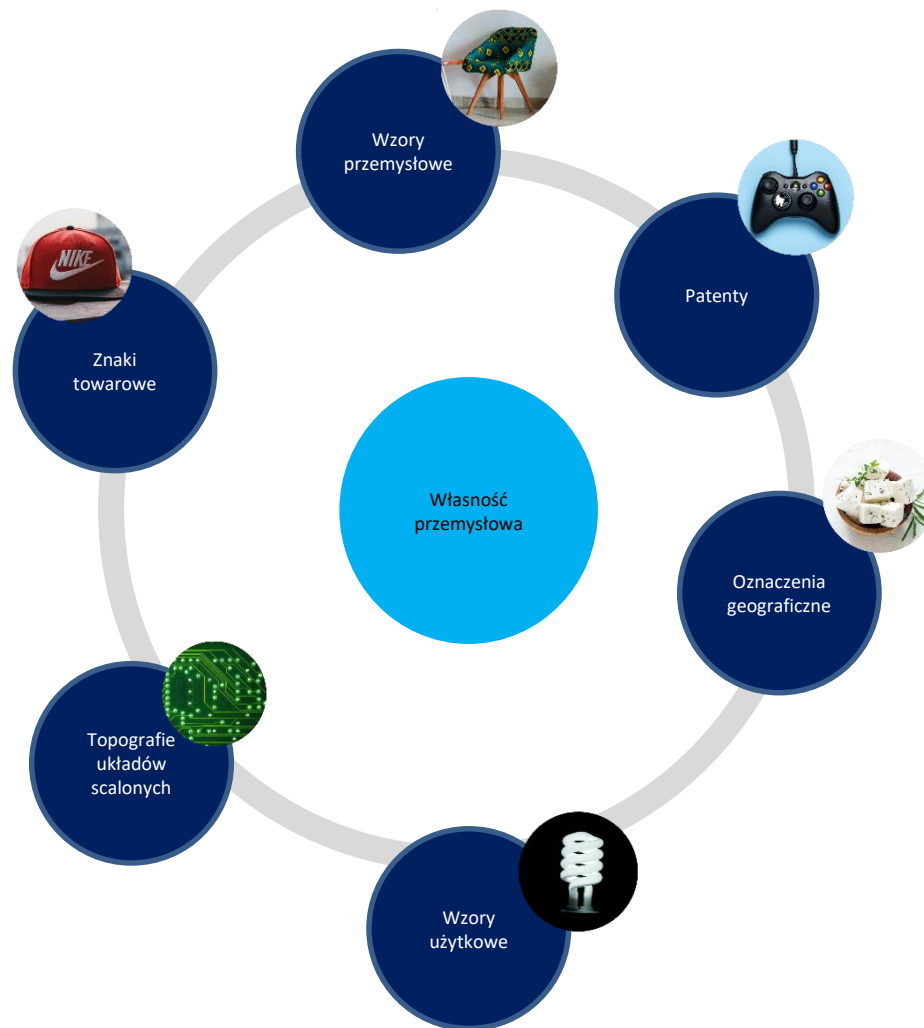 Wzory
przemysłowe
Patenty
NIKE
Znaki
towarowe
Własność
przemysłowa
Oznaczenia
geograficzne
Topografie
układów
scalonych
Wzory
użytkowe